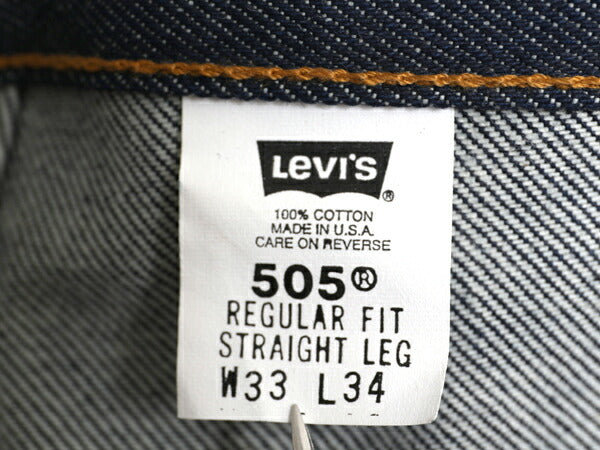 LEVI'S®
100% COTTON
MADE IN U.S.A.
CARE ON REVERSE
505®
REGULAR FIT
STRAIGHT LEG
W33 L34